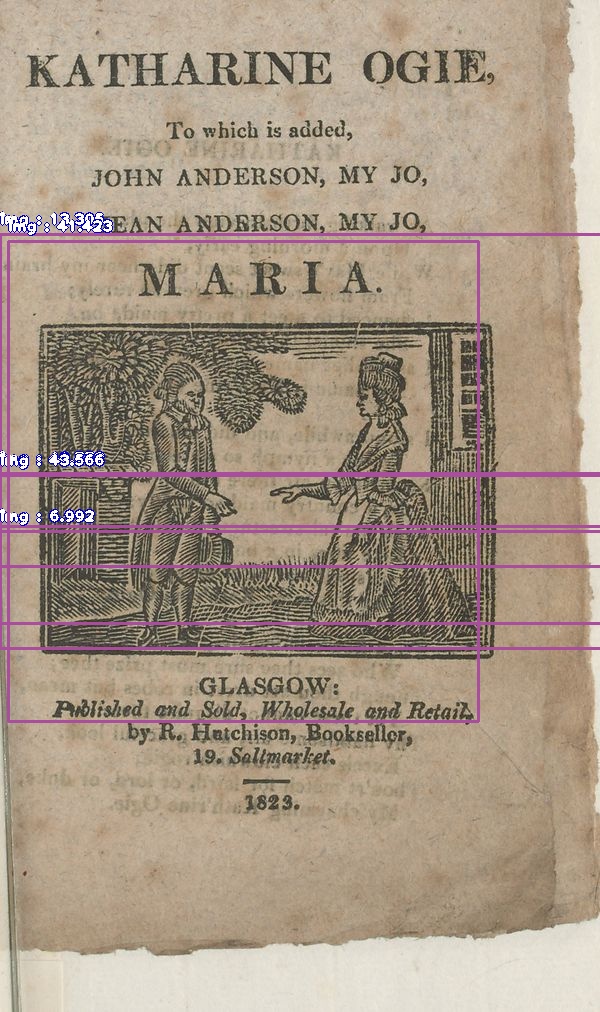 KATHARINE OGIE,
To which is added,
JOHN ANDERSON, MY JO,
JEAN ANDERSON, MY JO,
MARIA.
Img : 13.305
Img : 41.423
Img : 43.566
Img : 6.992
GLASGOW:
Published and Sold, Wholesale and Retail,
by R. Hutchison, Bookseller,
19. Saltmarket.
1823.